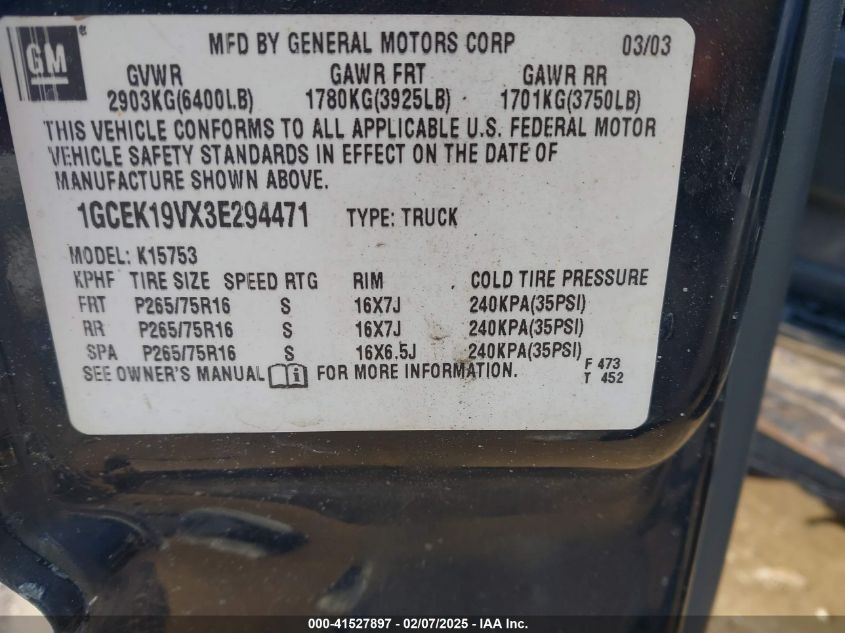 GM
MFD BY GENERAL MOTORS CORP 03/03
GVWR GAWR FRT GAWR RR
2903KG(6400LB) 1780KG(3925LB) 1701KG(3750LB)
THIS VEHICLE CONFORMS TO ALL APPLICABLE U.S. FEDERAL MOTOR
VEHICLE SAFETY STANDARDS IN EFFECT ON THE DATE OF
MANUFACTURE SHOWN ABOVE.
1GCEK19VX3E294471 TYPE: TRUCK
MODEL: K15753
KPHF TIRE SIZE SPEED RTG RIM COLD TIRE PRESSURE
FRT P265/75R16 S 16X7J 240KPA(35PSI)
RR P265/75R16 S 16X7J 240KPA(35PSI)
SPA P265/75R16 S 16X6.5J 240KPA(35PSI)
SEE OWNER'S MANUAL i FOR MORE INFORMATION.
F 473
T 452
000-41527897 - 02/07/2025 - IAA Inc.